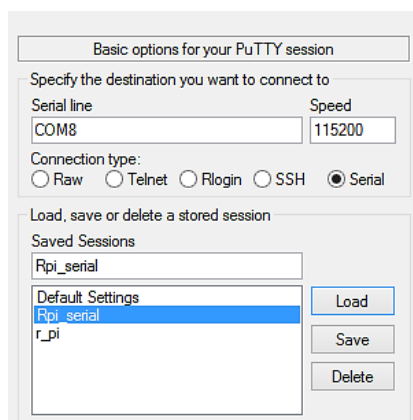 Basic options for your PuTTY session
Specify the destination you want to connect to
Serial line Speed
COM8 115200
Connection type:
Raw Telnet Rlogin SSH Serial
Load, save or delete a stored session
Saved Sessions
Rpi_serial
Default Settings
Rpi_serial
r_pi
Load
Save
Delete